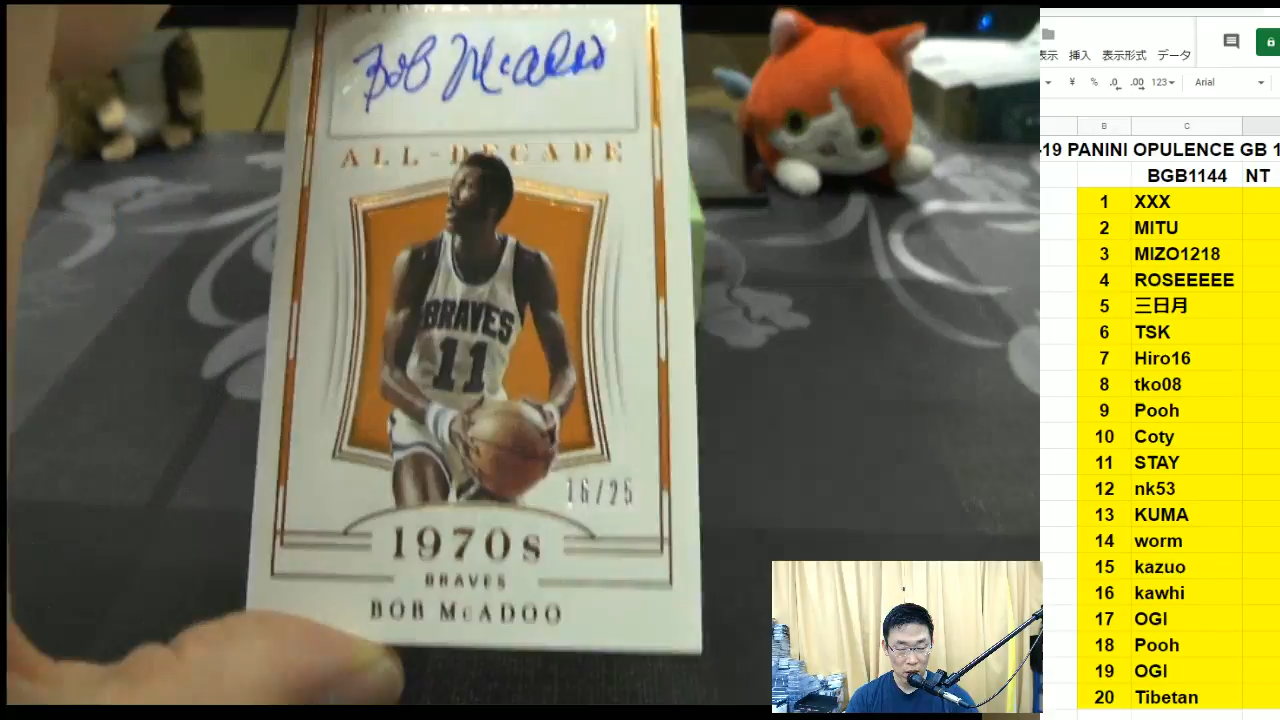 Bob McAdoo
ALL-DECADE
BRAVES
11
16/25
1970s
BRAVES
BOB McADOO
表示 挿入 表示形式 データ
¥ % .0 .00 123 Arial
B C
-19 PANINI OPULENCE GB 1
BGB1144 NT
1 XXX
2 MITU
3 MIZO1218
4 ROSEEEEE
5 三日月
6 TSK
7 Hiro16
8 tko08
9 Pooh
10 Coty
11 STAY
12 nk53
13 KUMA
14 worm
15 kazuo
16 kawhi
17 OGI
18 Pooh
19 OGI
20 Tibetan